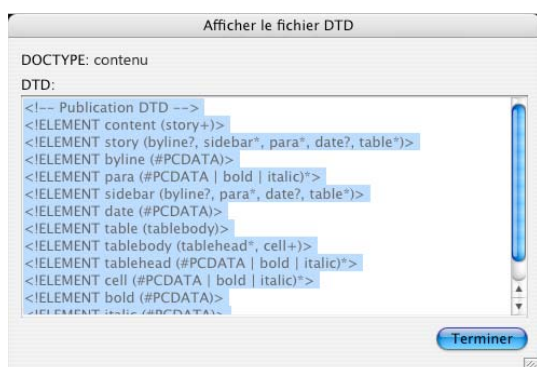 Afficher le fichier DTD
DOCTYPE: contenu
DTD:
<!-- Publication DTD -->
<!ELEMENT content (story+)>
<!ELEMENT story (byline?, sidebar*, para*, date?, table*)>
<!ELEMENT byline (#PCDATA)>
<!ELEMENT para (#PCDATA | bold | italic)*>
<!ELEMENT sidebar (byline?, para*, date?, table*)>
<!ELEMENT date (#PCDATA)>
<!ELEMENT table (tablebody)>
<!ELEMENT tablebody (tablehead*, cell+)>
<!ELEMENT tablehead (#PCDATA | bold | italic)*>
<!ELEMENT cell (#PCDATA | bold | italic)*>
<!ELEMENT bold (#PCDATA)>
<!ELEMENT italic (#PCDATA)>
Terminer